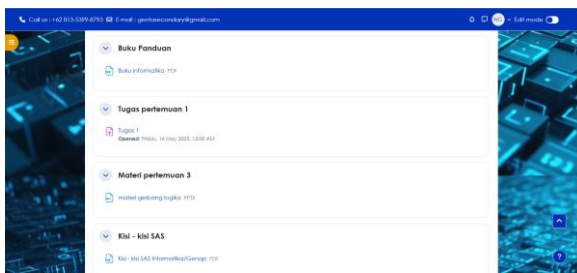 Call us : +62 813-5399-8793 E-mail : gentasecondary@gmail.com
WG Edit mode
Buku Panduan
Buku informatika PDF
Tugas pertemuan 1
Tugas 1
Opened: Friday, 16 May 2025, 12:00 AM
Materi pertemuan 3
materi gerbang logika PPTX
Kisi - kisi SAS
Kisi - kisi SAS Informatika/Genap PDF